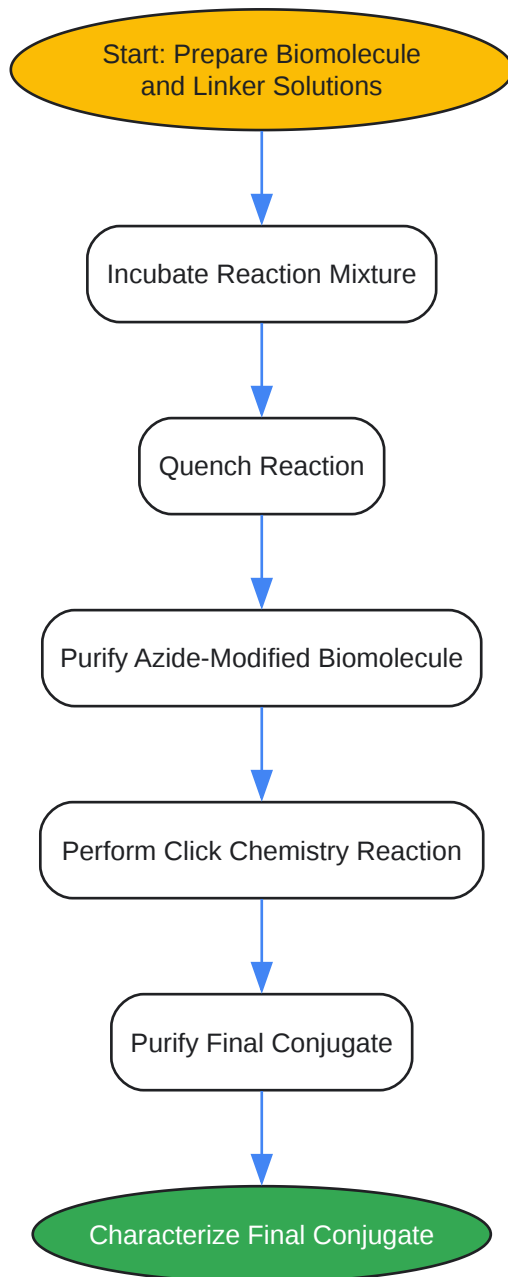 Start: Prepare Biomolecule
and Linker Solutions
Incubate Reaction Mixture
Quench Reaction
Purify Azide-Modified Biomolecule
Perform Click Chemistry Reaction
Purify Final Conjugate
Characterize Final Conjugate